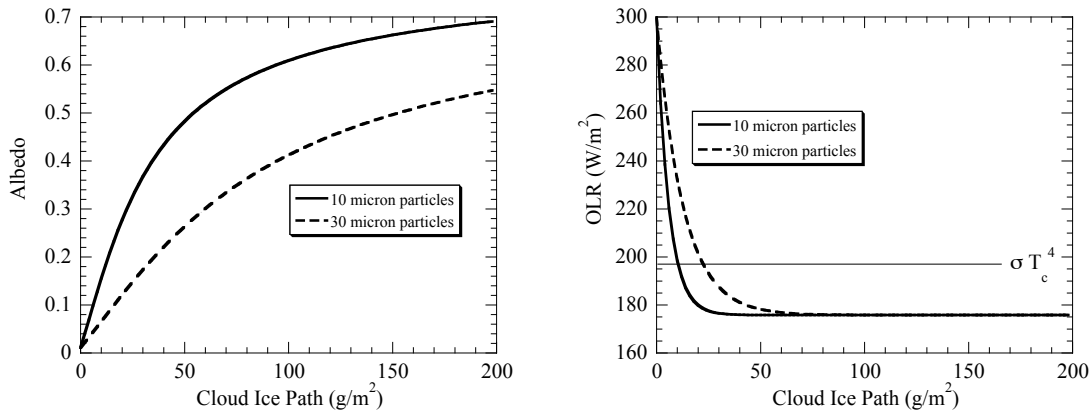 0.7
0.6
0.5
0.4
0.3
0.2
0.1
0
Albedo
10 micron particles
30 micron particles
0 50 100 150 200
Cloud Ice Path (g/m²)
300
280
260
240
220
200
180
160
OLR (W/m²)
10 micron particles
30 micron particles
σ T_c^4
0 50 100 150 200
Cloud Ice Path (g/m²)